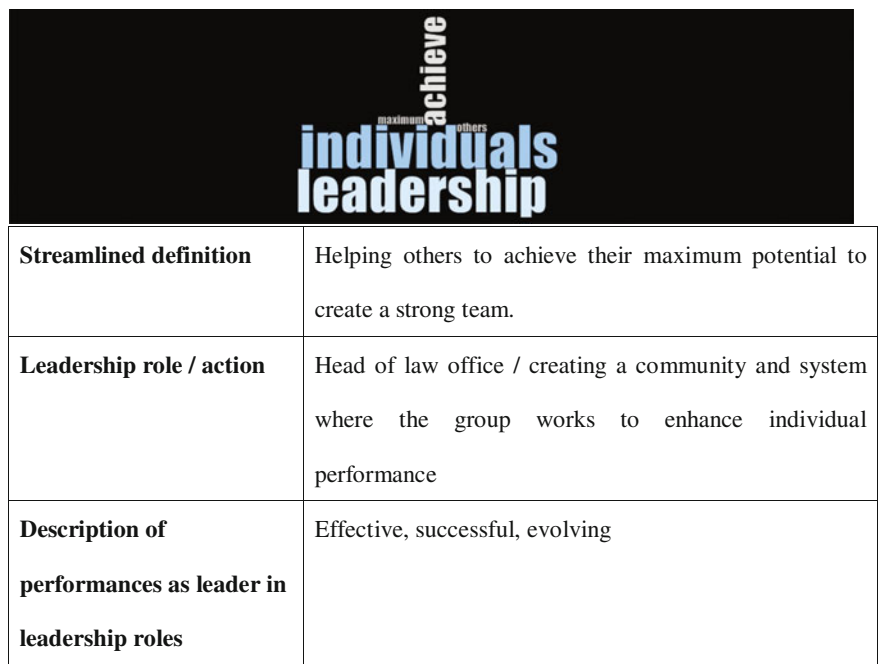 achieve
maximum
others
individuals
leadership
Streamlined definition
Helping others to achieve their maximum potential to
create a strong team.
Leadership role / action
Head of law office / creating a community and system
where the group works to enhance individual
performance
Description of
performances as leader in
leadership roles
Effective, successful, evolving